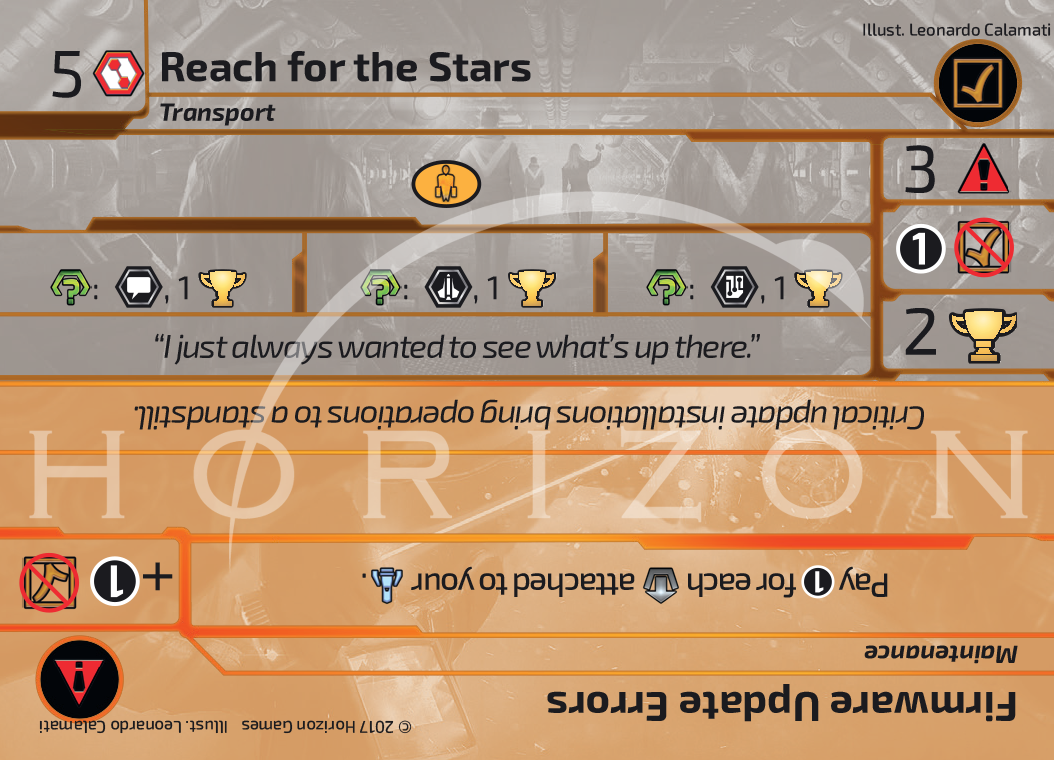 Illust. Leonardo Calamati
5 Reach for the Stars
Transport
3
1
: , 1 : , 1 : , 1
2
“I just always wanted to see what’s up there.”
HORIZON
Firmware Update Errors
© 2017 Horizon Games Illust. Leonardo Calamati
Maintenance
Pay 1 for each attached to your .
+1
Critical update installations bring operations to a standstill.